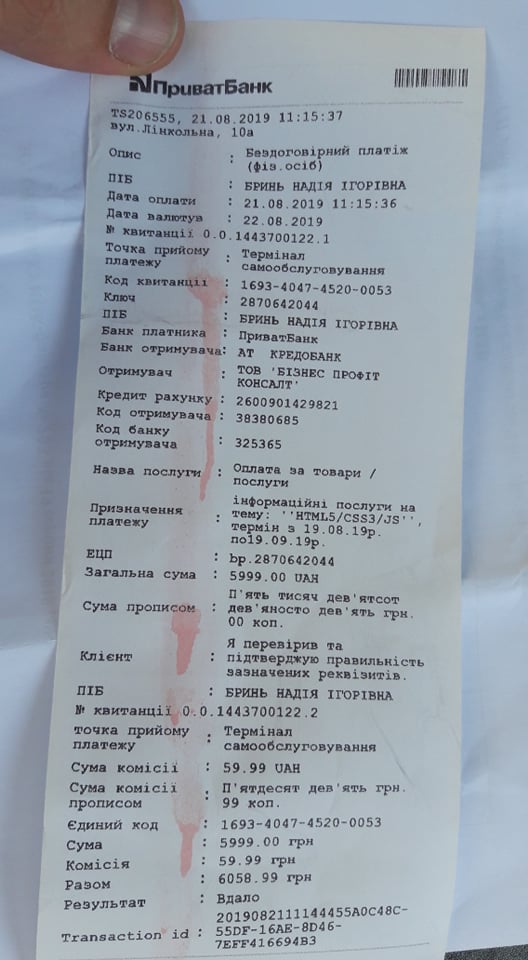 ПриватБанк
TS206555, 21.08.2019 11:15:37
вул.Лінкольна, 10а
Опис : Бездоговірний платіж
(фіз.осіб)
ПІБ : БРИНЬ НАДІЯ ІГОРІВНА
Дата оплати : 21.08.2019 11:15:36
Дата валютув : 22.08.2019
№ квитанції 0.0.1443700122.1
Точка прийому : Термінал
платежу самообслуговування
Код квитанції : 1693-4047-4520-0053
Ключ : 2870642044
ПІБ : БРИНЬ НАДІЯ ІГОРІВНА
Банк платника : ПриватБанк
Банк отримувача: АТ КРЕДОБАНК
Отримувач : ТОВ 'БІЗНЕС ПРОФІТ
КОНСАЛТ'
Кредит рахунку : 2600901429821
Код отримувача : 38380685
Код банку
отримувача : 325365
Назва послуги : Оплата за товари /
послуги
Призначення : інформаційні послуги на
платежу тему: ''HTML5/CSS3/JS'',
термін з 19.08.19р.
по19.09.19р.
ЕЦП : bp.2870642044
Загальна сума : 5999.00 UAH
Сума прописом : П'ять тисяч дев'ятсот
дев'яносто дев'ять грн.
00 коп.
Клієнт : Я перевірив та
підтверджую правильність
зазначених реквізитів.
ПІБ : БРИНЬ НАДІЯ ІГОРІВНА
№ квитанції 0.0.1443700122.2
Точка прийому : Термінал
платежу самообслуговування
Сума комісії : 59.99 UAH
Сума комісії : П'ятдесят дев'ять грн.
прописом 99 коп.
Єдиний код : 1693-4047-4520-0053
Сума : 5999.00 грн
Комісія : 59.99 грн
Разом : 6058.99 грн
Результат : Вдало
2019082111144455A0C48C-
Transaction id : 55DF-16AE-8D46-
7EFF416694B3